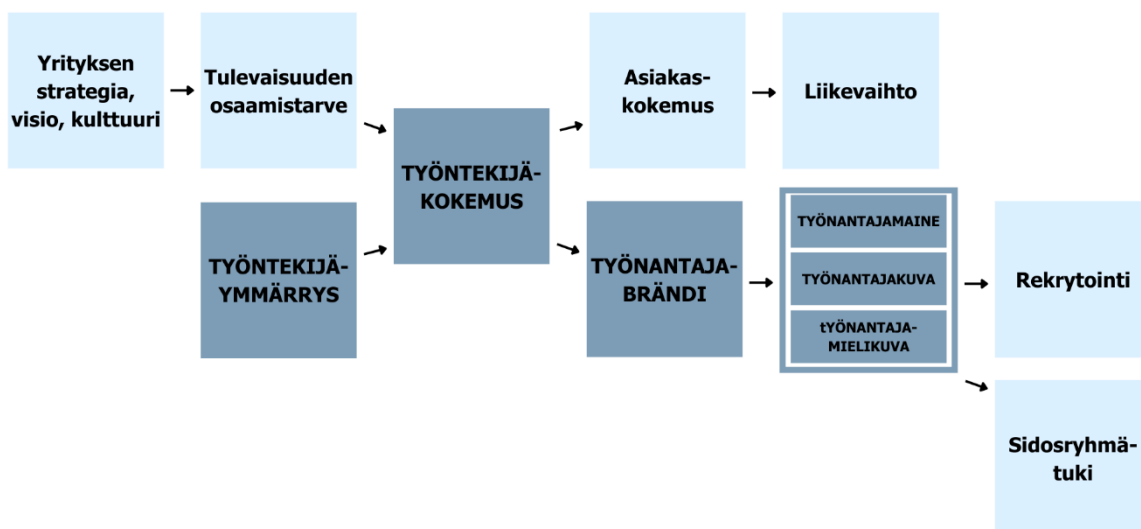 Yrityksen
strategia,
visio, kulttuuri
Tulevaisuuden
osaamistarve
TYÖNTEKIJÄ-
YMMÄRRYS
TYÖNTEKIJÄ-
KOKEMUS
Asiakas-
kokemus
Liikevaihto
TYÖNANTAJA-
BRÄNDI
TYÖNANTAJAMAINE
TYÖNANTAJAKUVA
tYÖNANTAJA-
MIELIKUVA
Rekrytointi
Sidosryhmä-
tuki